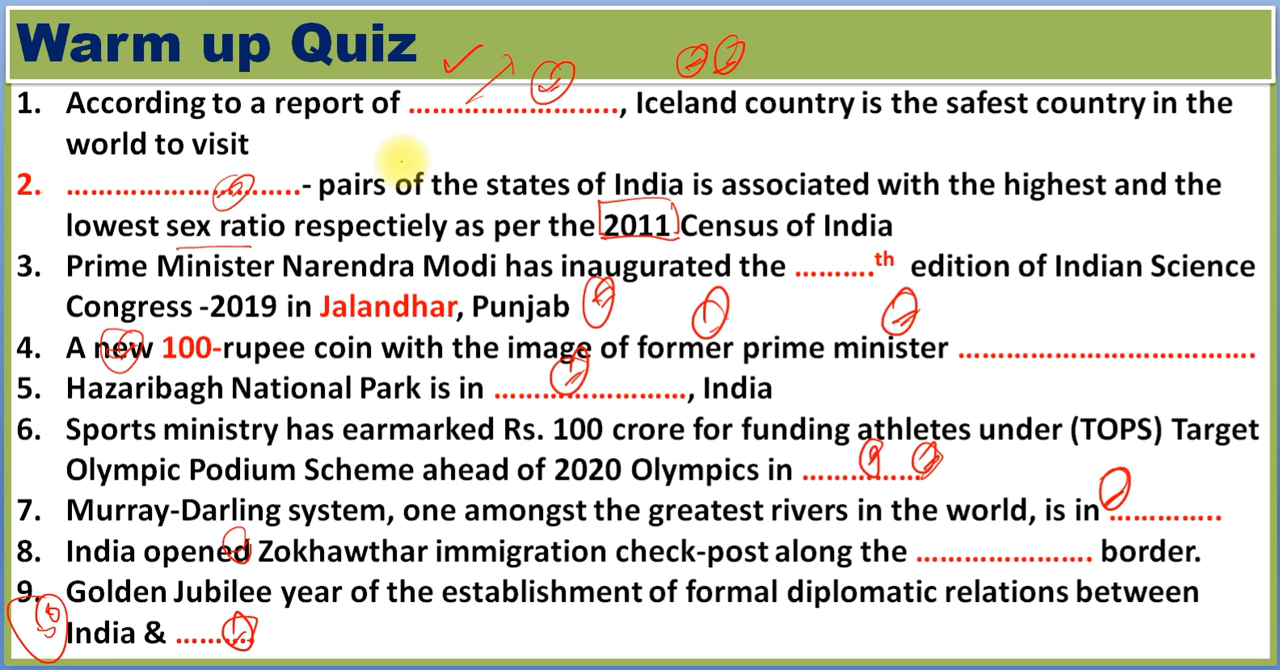 Warm up Quiz
1. According to a report of ……………………………, Iceland country is the safest country in the
world to visit
2. ………………………………- pairs of the states of India is associated with the highest and the
lowest sex ratio respectiely as per the 2011 Census of India
3. Prime Minister Narendra Modi has inaugurated the ……….th edition of Indian Science
Congress -2019 in Jalandhar, Punjab
4. A new 100-rupee coin with the image of former prime minister ……………………………………….
5. Hazaribagh National Park is in …………………………, India
6. Sports ministry has earmarked Rs. 100 crore for funding athletes under (TOPS) Target
Olympic Podium Scheme ahead of 2020 Olympics in ………………..
7. Murray-Darling system, one amongst the greatest rivers in the world, is in …………….
8. India opened Zokhawthar immigration check-post along the ………………………. border.
9. Golden Jubilee year of the establishment of formal diplomatic relations between
India & …………